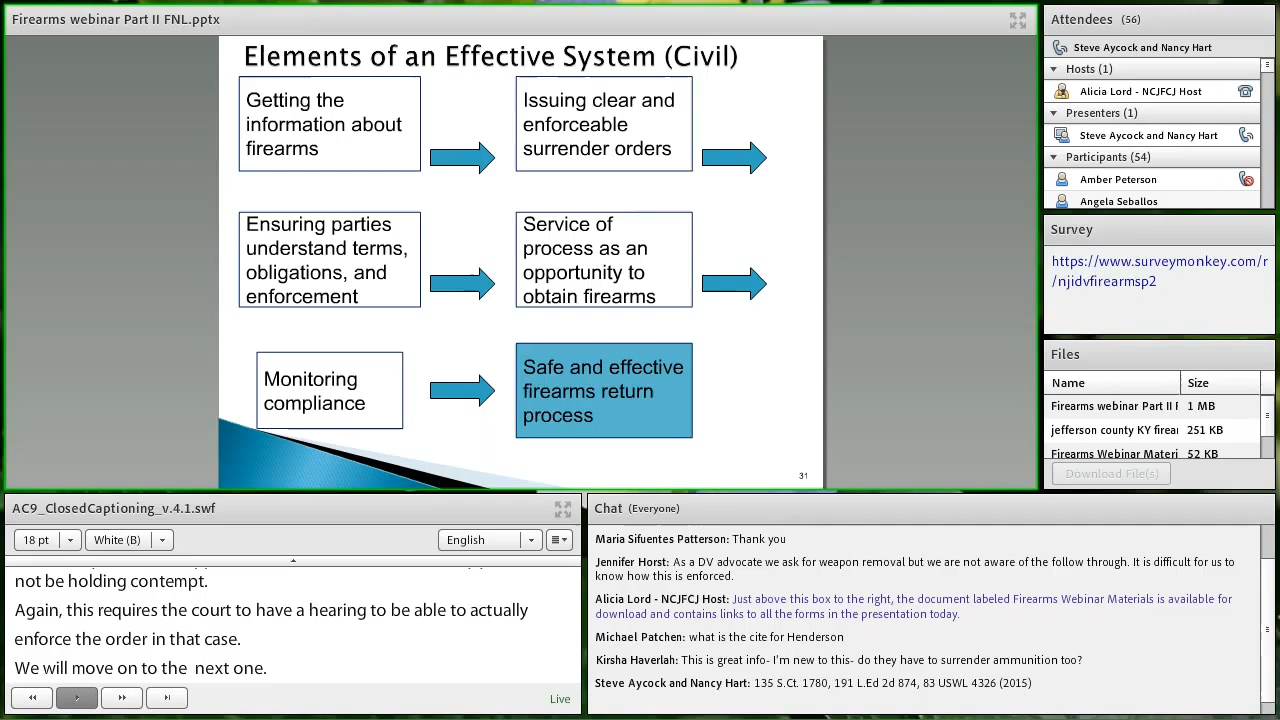 Firearms webinar Part II FNL.pptx
Elements of an Effective System (Civil)
Getting the
information about
firearms
Issuing clear and
enforceable
surrender orders
Ensuring parties
understand terms,
obligations, and
enforcement
Service of
process as an
opportunity to
obtain firearms
Monitoring
compliance
Safe and effective
firearms return
process
31
Attendees (56)
Steve Aycock and Nancy Hart
Hosts (1)
Alicia Lord - NCJFCJ Host
Presenters (1)
Steve Aycock and Nancy Hart
Participants (54)
Amber Peterson
Angela Seballos
Survey
https://www.surveymonkey.com/r
/njidvfirearmsp2
Files
Name Size
Firearms webinar Part II 1 MB
jefferson county KY firear 251 KB
Firearms Webinar Materi 52 KB
Download File(s)
AC9_ClosedCaptioning_v.4.1.swf
18 pt White (B) English
not be holding contempt.
Again, this requires the court to have a hearing to be able to actually
enforce the order in that case.
We will move on to the next one.
Live
Chat (Everyone)
Maria Sifuentes Patterson: Thank you
Jennifer Horst: As a DV advocate we ask for weapon removal but we are not aware of the follow through. It is difficult for us to
know how this is enforced.
Alicia Lord - NCJFCJ Host: Just above this box to the right, the document labeled Firearms Webinar Materials is available for
download and contains links to all the forms in the presentation today.
Michael Patchen: what is the cite for Henderson
Kirsha Haverlah: This is great info- I'm new to this- do they have to surrender ammunition too?
Steve Aycock and Nancy Hart: 135 S.Ct. 1780, 191 L.Ed 2d 874, 83 USWL 4326 (2015)